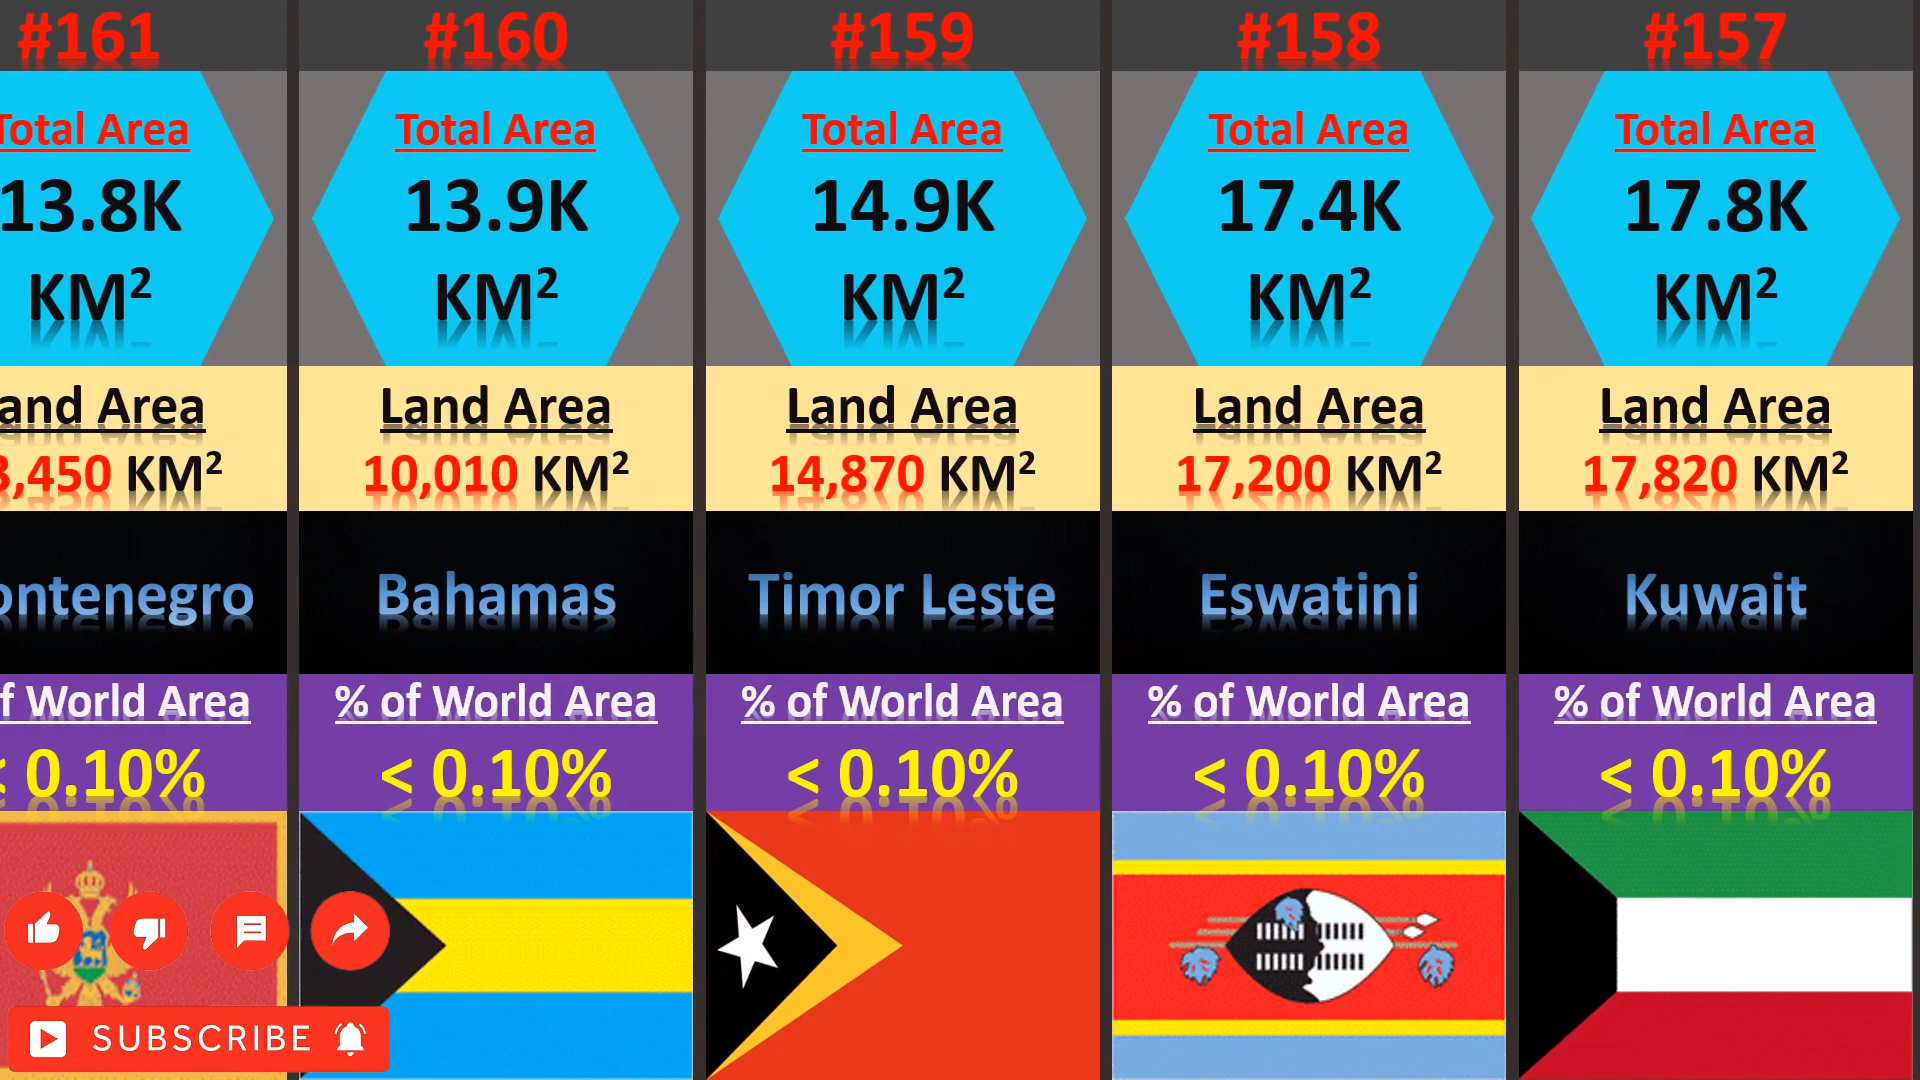 #161
Total Area
13.8K
KM²
and Area
3,450 KM²
ontenegro
f World Area
< 0.10%
#160
Total Area
13.9K
KM²
Land Area
10,010 KM²
Bahamas
% of World Area
< 0.10%
#159
Total Area
14.9K
KM²
Land Area
14,870 KM²
Timor Leste
% of World Area
< 0.10%
#158
Total Area
17.4K
KM²
Land Area
17,200 KM²
Eswatini
% of World Area
< 0.10%
#157
Total Area
17.8K
KM²
Land Area
17,820 KM²
Kuwait
% of World Area
< 0.10%
SUBSCRIBE